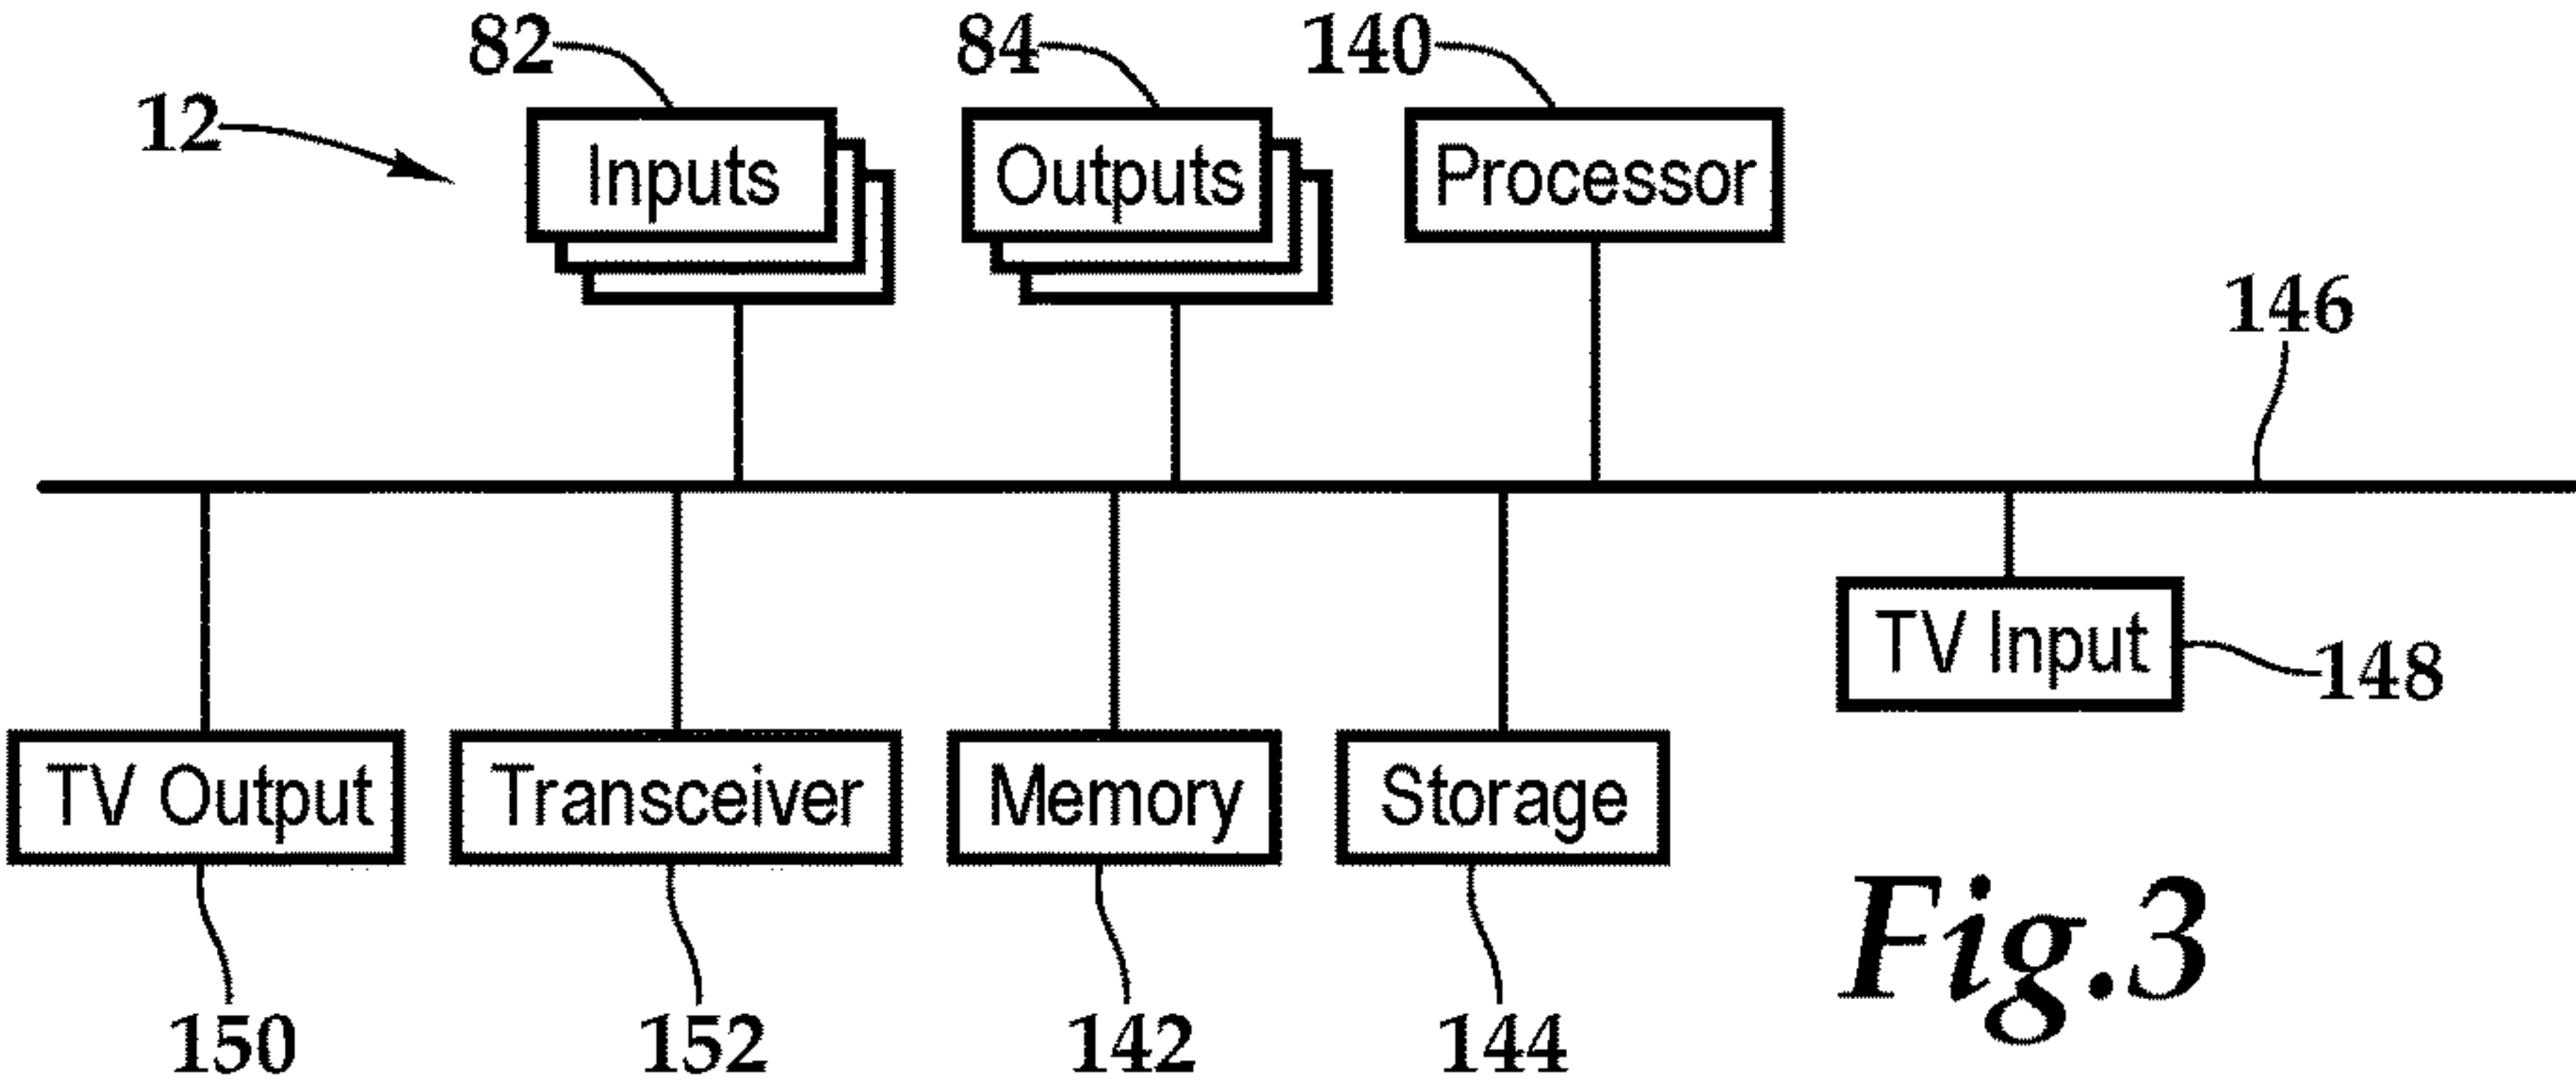 82 84 140
12
Inputs Outputs Processor
146
TV Input 148
TV Output Transceiver Memory Storage
Fig.3
150 152 142 144